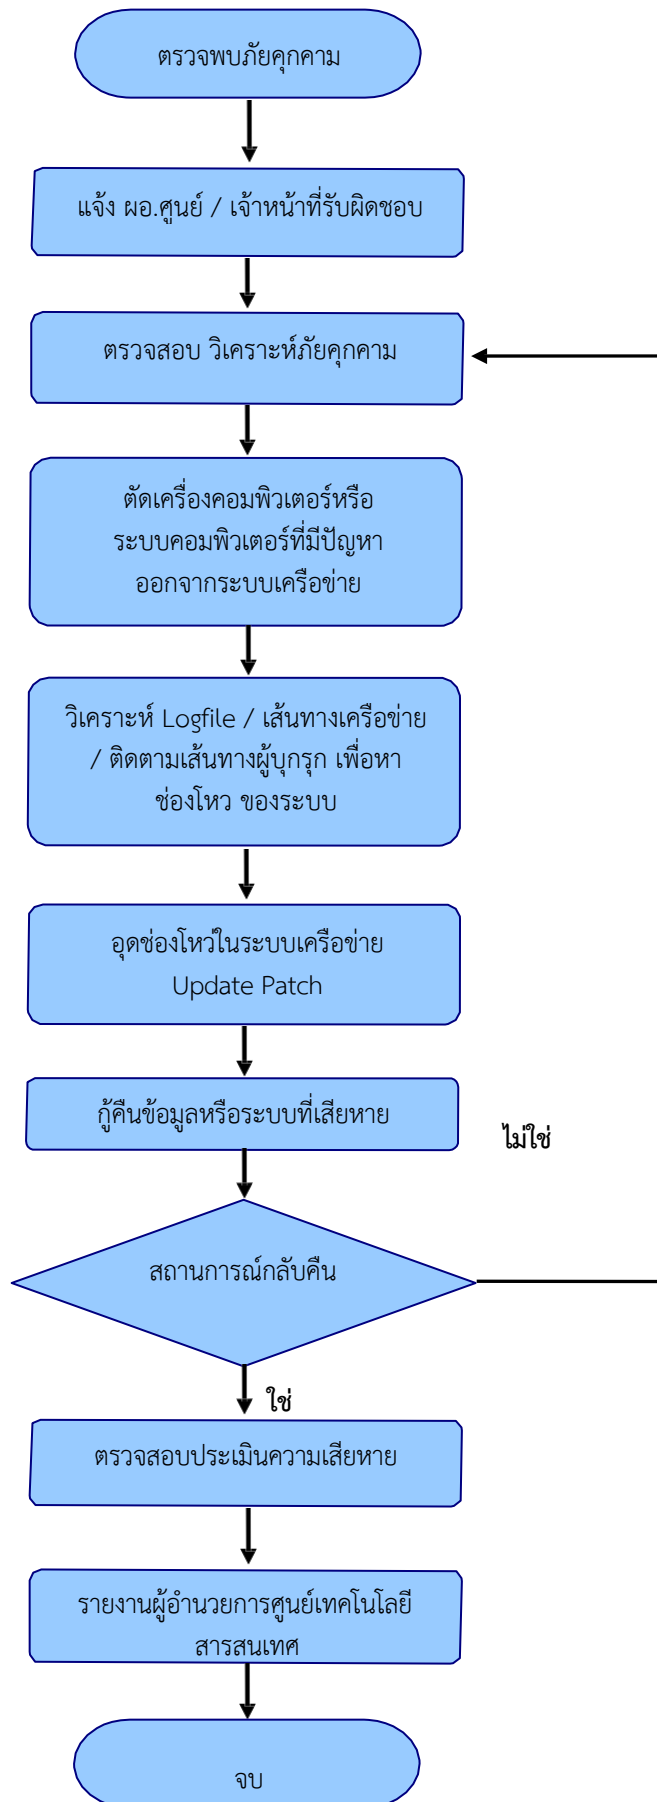 ตรวจพบภัยคุกคาม
แจ้ง ผอ.ศูนย์ / เจ้าหน้าที่รับผิดชอบ
ตรวจสอบ วิเคราะห์ภัยคุกคาม
ตัดเครื่องคอมพิวเตอร์หรือ
ระบบคอมพิวเตอร์ที่มีปัญหา
ออกจากระบบเครือข่าย
วิเคราะห์ Logfile / เส้นทางเครือข่าย
/ ติดตามเส้นทางผู้บุกรุก เพื่อหา
ช่องโหว ของระบบ
อุดช่องโหว่ในระบบเครือข่าย
Update Patch
กู้คืนข้อมูลหรือระบบที่เสียหาย
ไม่ใช่
สถานการณ์กลับคืน
ใช่
ตรวจสอบประเมินความเสียหาย
รายงานผู้อำนวยการศูนย์เทคโนโลยี
สารสนเทศ
จบ